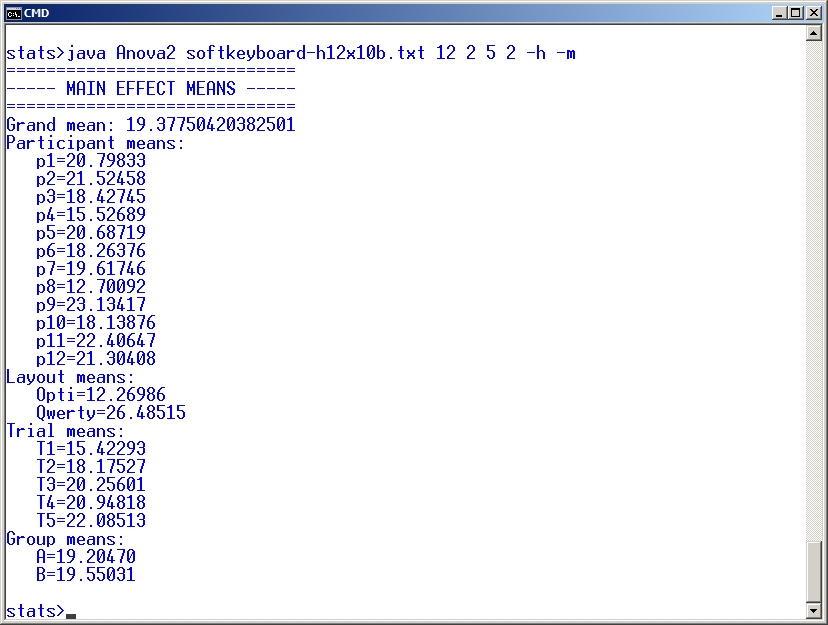 CMD
stats>java Anova2 softkeyboard-h12x10b.txt 12 2 5 2 -h -m
=============================
----- MAIN EFFECT MEANS -----
=============================
Grand mean: 19.37750420382501
Participant means:
   p1=20.79833
   p2=21.52458
   p3=18.42745
   p4=15.52689
   p5=20.68719
   p6=18.26376
   p7=19.61746
   p8=12.70092
   p9=23.13417
   p10=18.13876
   p11=22.40647
   p12=21.30408
Layout means:
   Opti=12.26986
   Qwerty=26.48515
Trial means:
   T1=15.42293
   T2=18.17527
   T3=20.25601
   T4=20.94818
   T5=22.08513
Group means:
   A=19.20470
   B=19.55031
stats>_